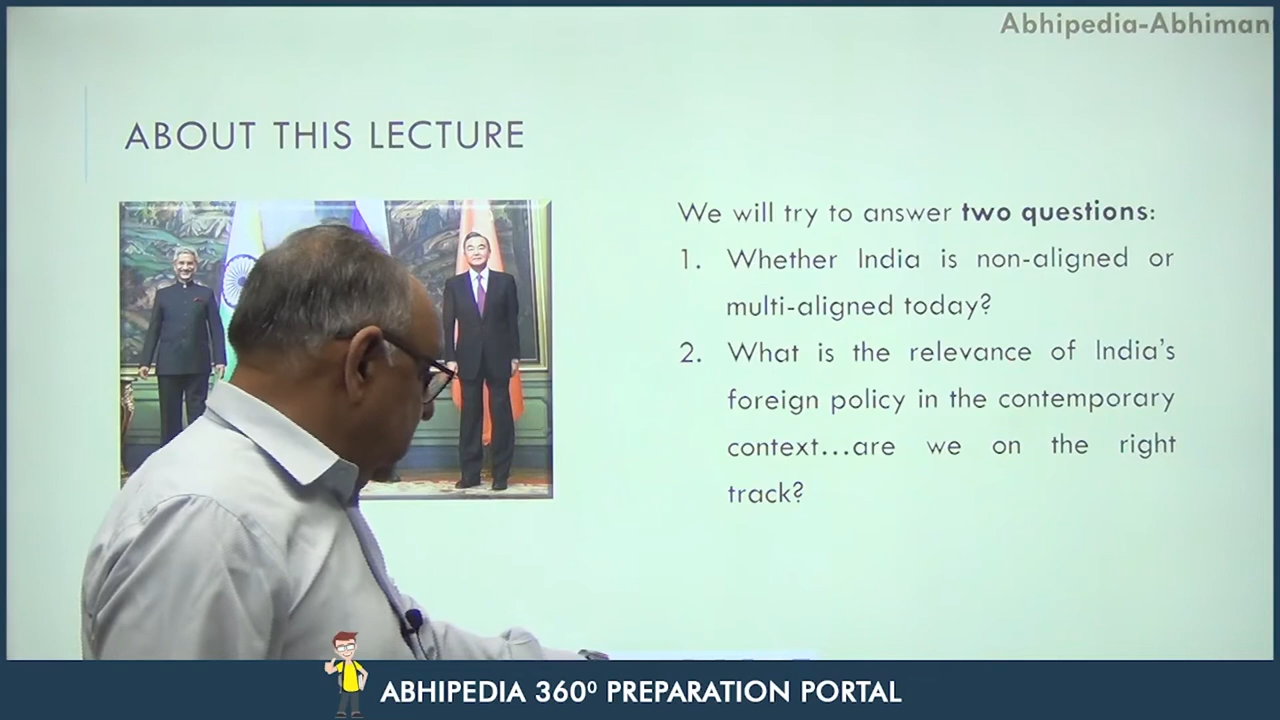 Abhipedia-Abhiman
ABOUT THIS LECTURE
We will try to answer two questions:
1. Whether India is non-aligned or
multi-aligned today?
2. What is the relevance of India's
foreign policy in the contemporary
context...are we on the right
track?
ABHIPEDIA 360⁰ PREPARATION PORTAL